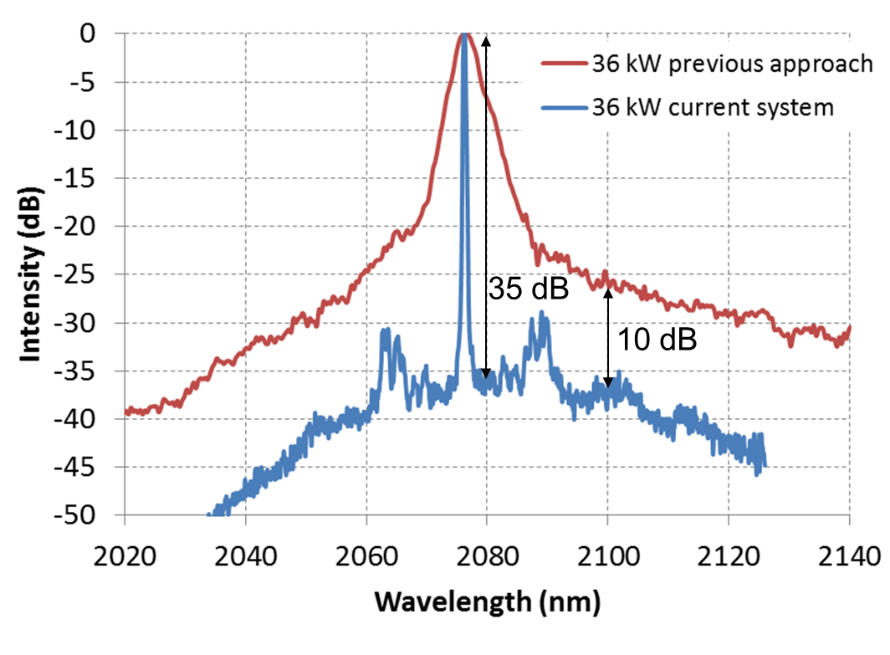 0
-5
-10
-15
-20
-25
-30
-35
-40
-45
-50
Intensity (dB)
36 kW previous approach
36 kW current system
35 dB
10 dB
2020 2040 2060 2080 2100 2120 2140
Wavelength (nm)